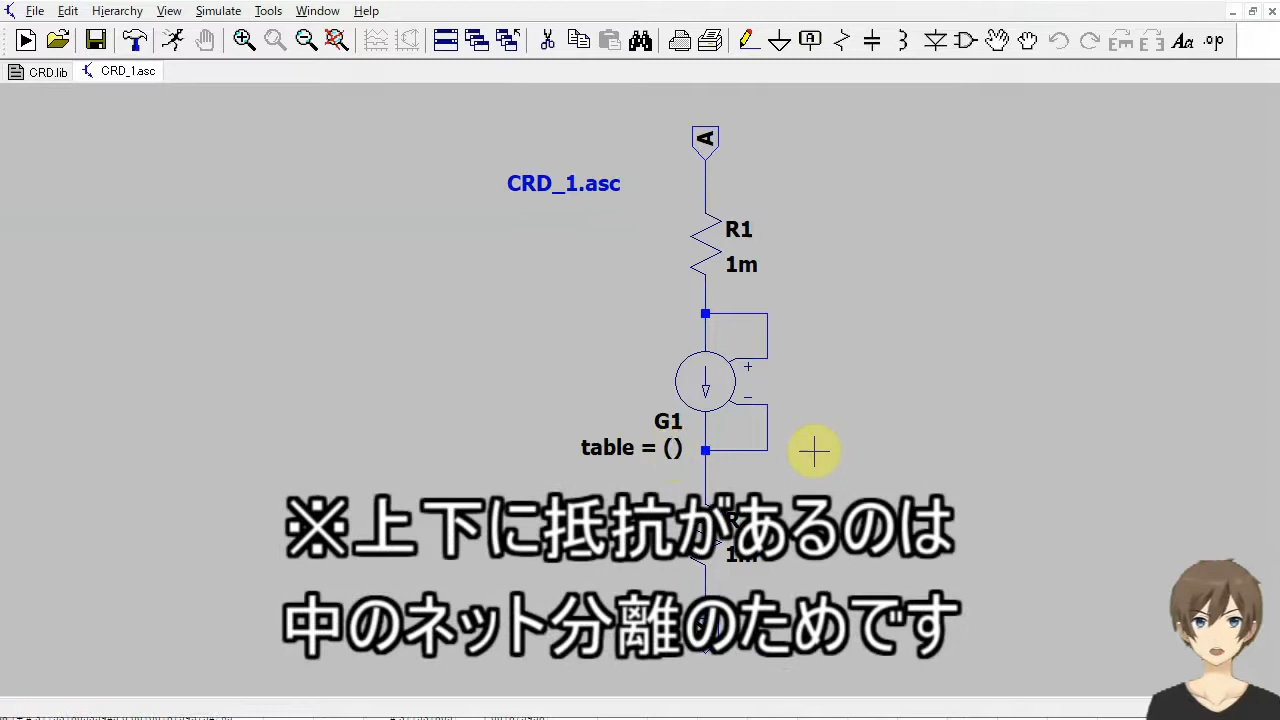 File Edit Hierarchy View Simulate Tools Window Help
CRD.lib CRD_1.asc
A
CRD_1.asc
R1
1m
+
–
G1
table = ()
※上下に抵抗があるのは
中のネット分離のためです